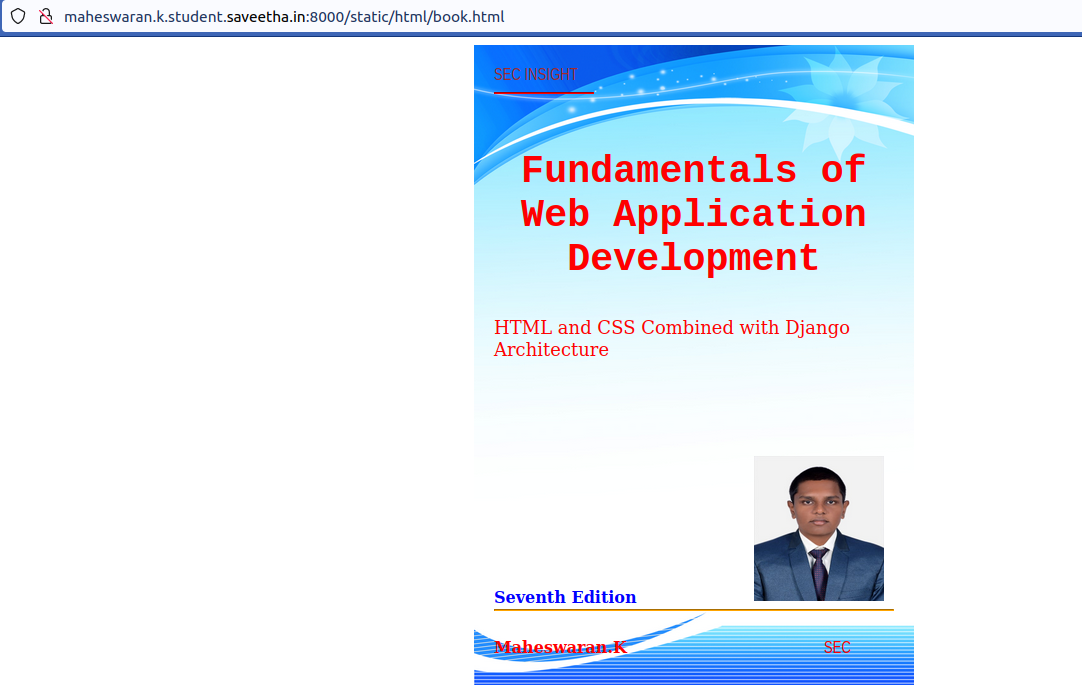 maheswaran.k.student.saveetha.in:8000/static/html/book.html
SEC INSIGHT
Fundamentals of
Web Application
Development
HTML and CSS Combined with Django
Architecture
Seventh Edition
Maheswaran.K SEC